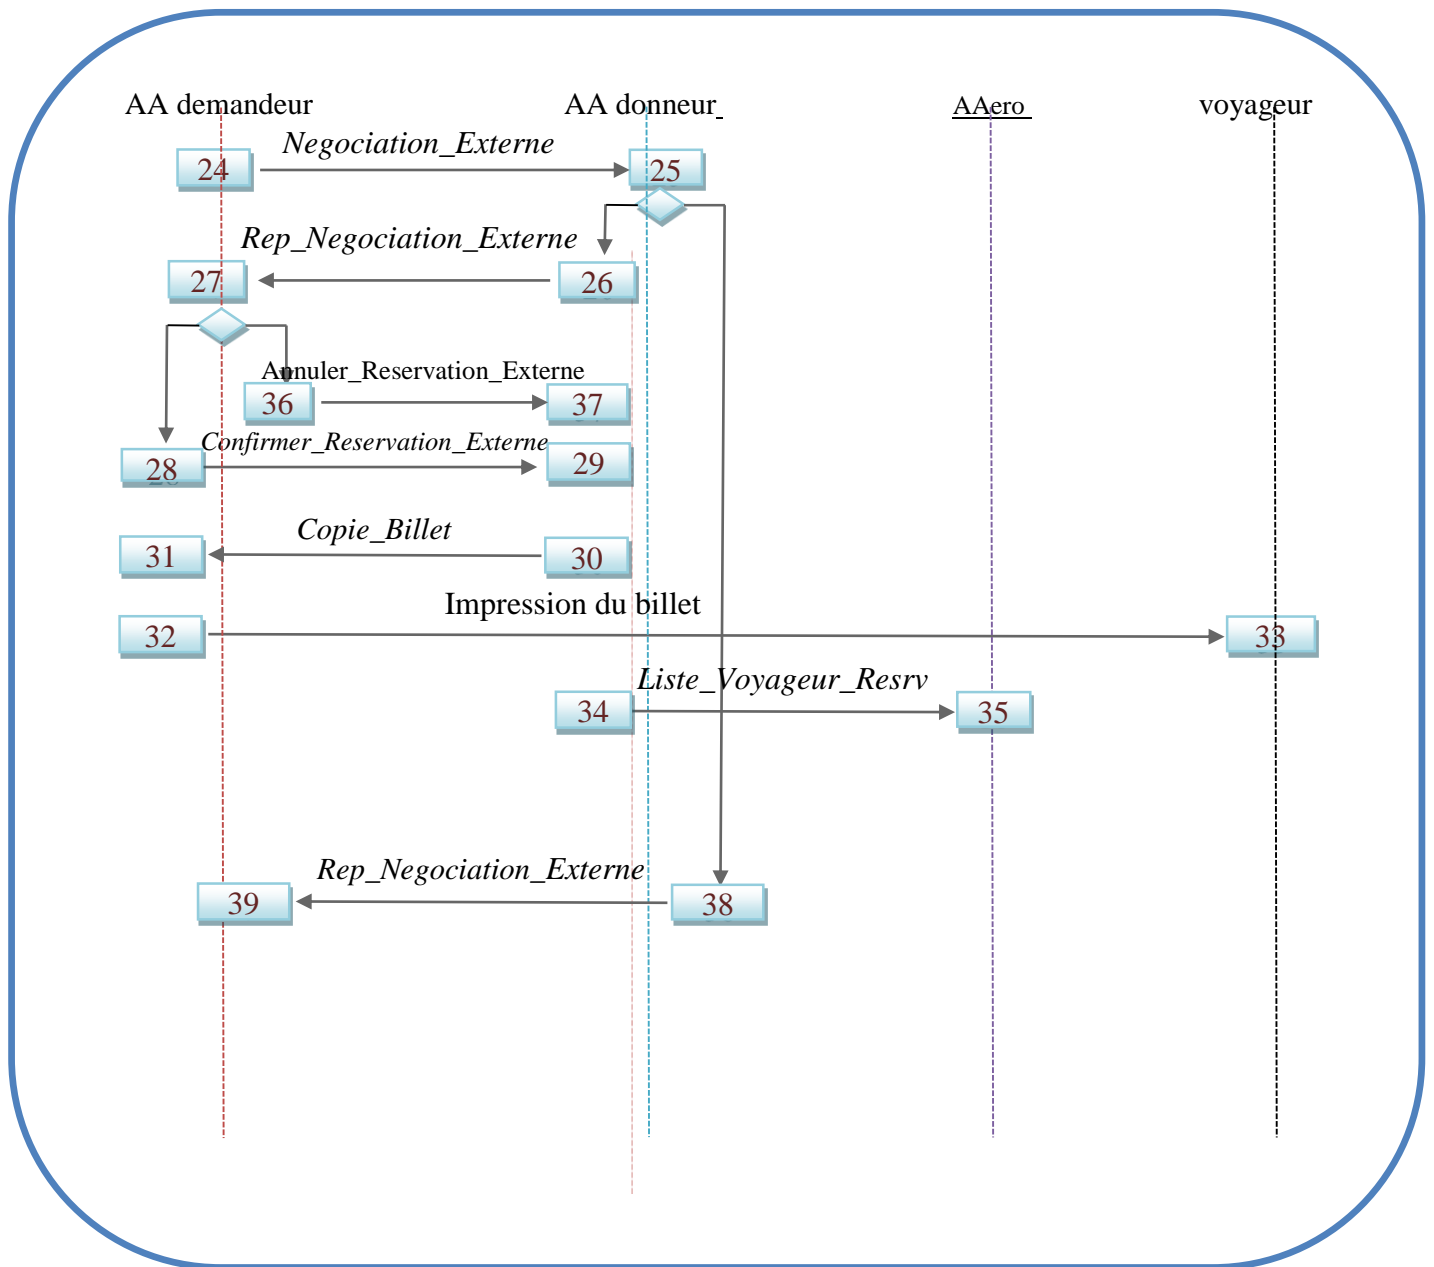 AA demandeur AA donneur AAero voyageur
Negociation_Externe
24 25
Rep_Negociation_Externe
27 26
Annuler_Reservation_Externe
36 37
Confirmer_Reservation_Externe
28 29
Copie_Billet
31 30
Impression du billet
32 33
Liste_Voyageur_Resrv
34 35
Rep_Negociation_Externe
39 38